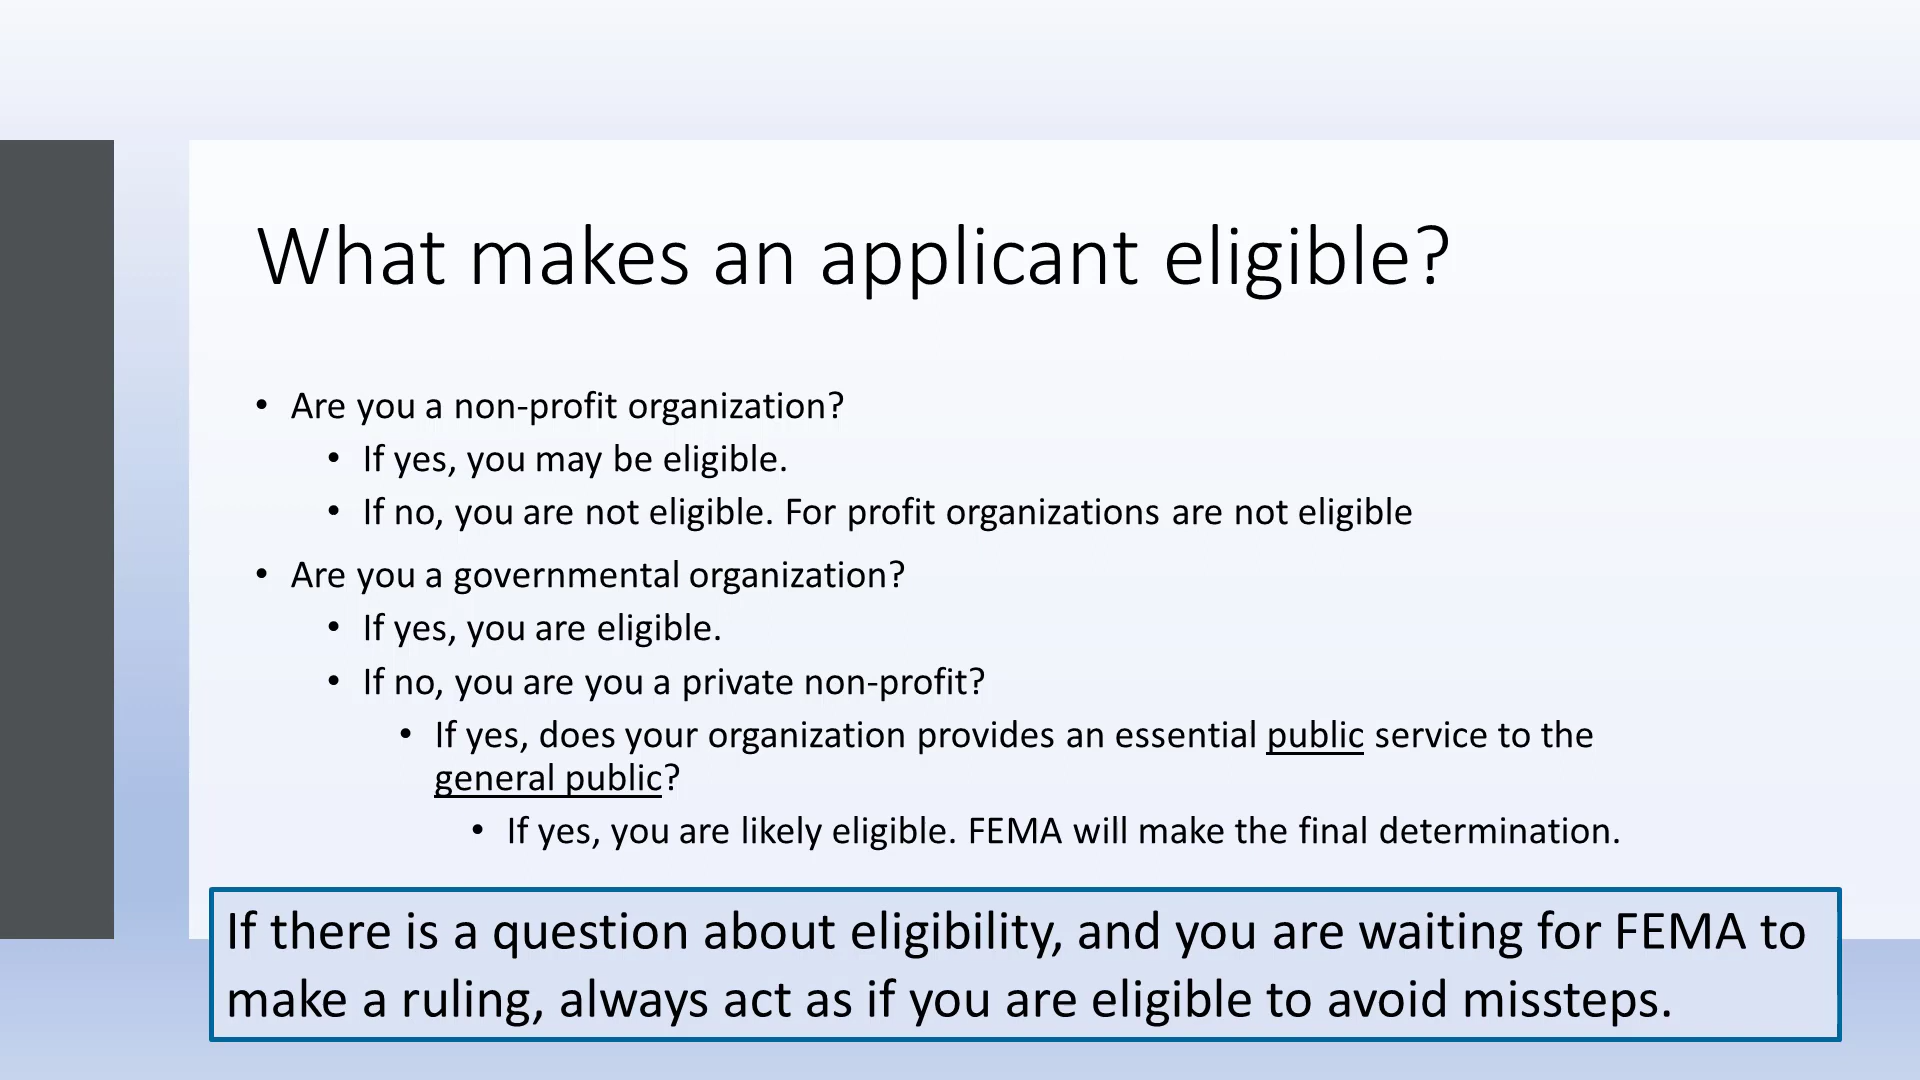 What makes an applicant eligible?
• Are you a non-profit organization?
• If yes, you may be eligible.
• If no, you are not eligible. For profit organizations are not eligible
• Are you a governmental organization?
• If yes, you are eligible.
• If no, you are you a private non-profit?
• If yes, does your organization provides an essential public service to the
general public?
• If yes, you are likely eligible. FEMA will make the final determination.
If there is a question about eligibility, and you are waiting for FEMA to
make a ruling, always act as if you are eligible to avoid missteps.